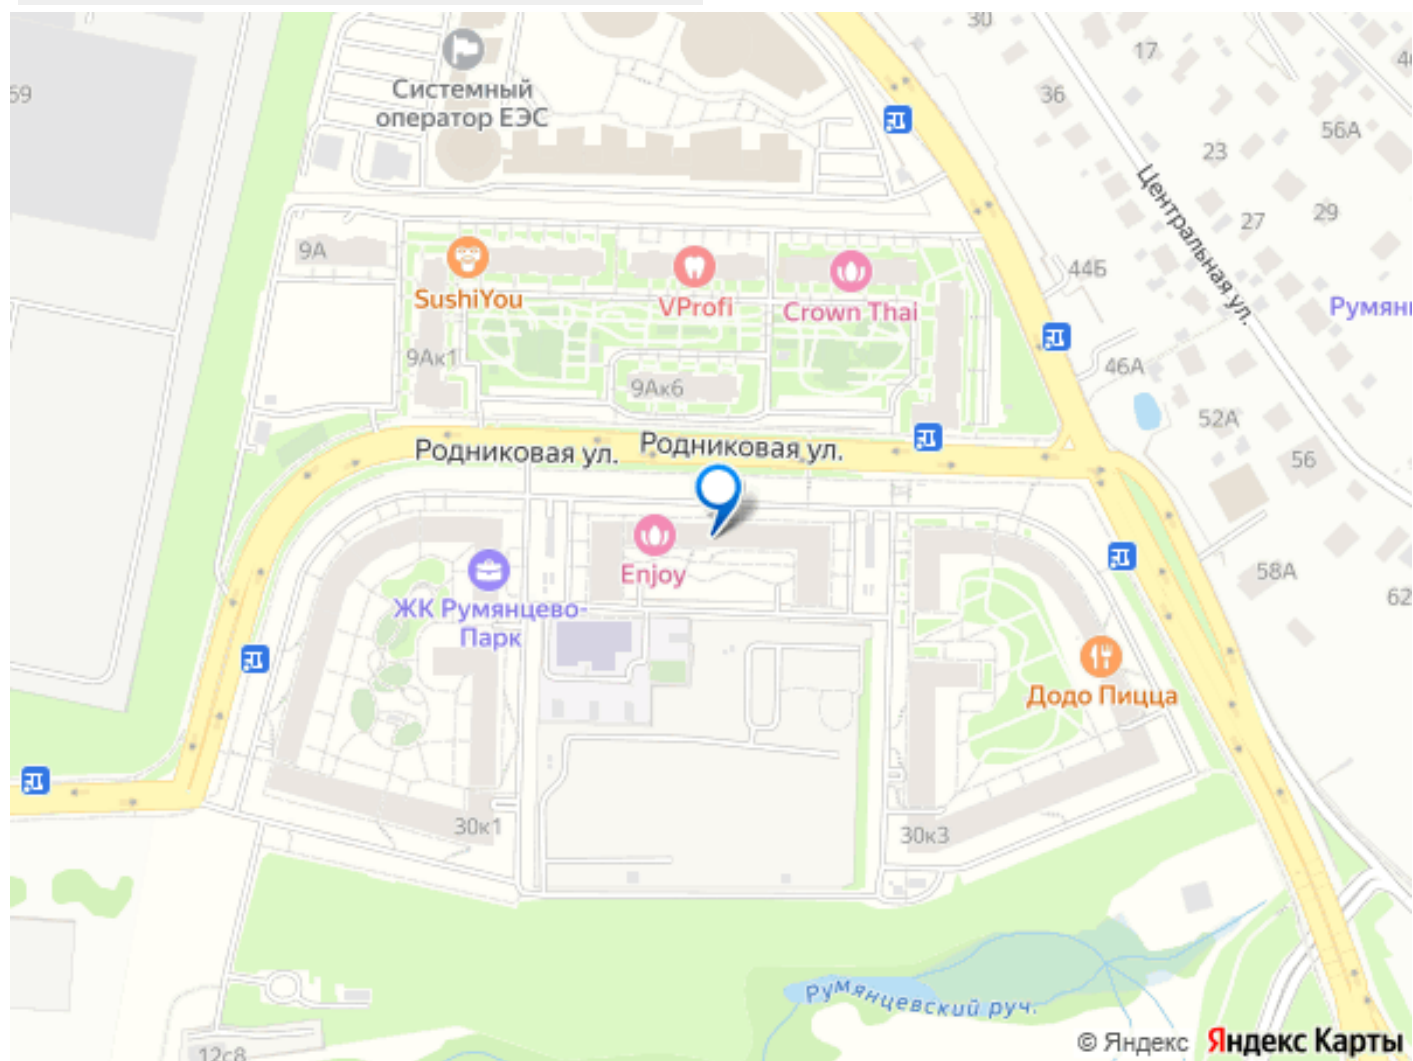 30
17
36
Системный
оператор ЕЭС
56А
23
Центральная ул.
29
27
9А
44Б
SushiYou
VProfi
Crown Thai
9Ак1
9Ак6
46А
52А
Родниковая ул.
Родниковая ул.
56
Enjoy
58А
62
ЖК Румянцево-
Парк
Додо Пицца
30к1
30к3
Румянцевский руч.
12с8
© Яндекс Яндекс Карты